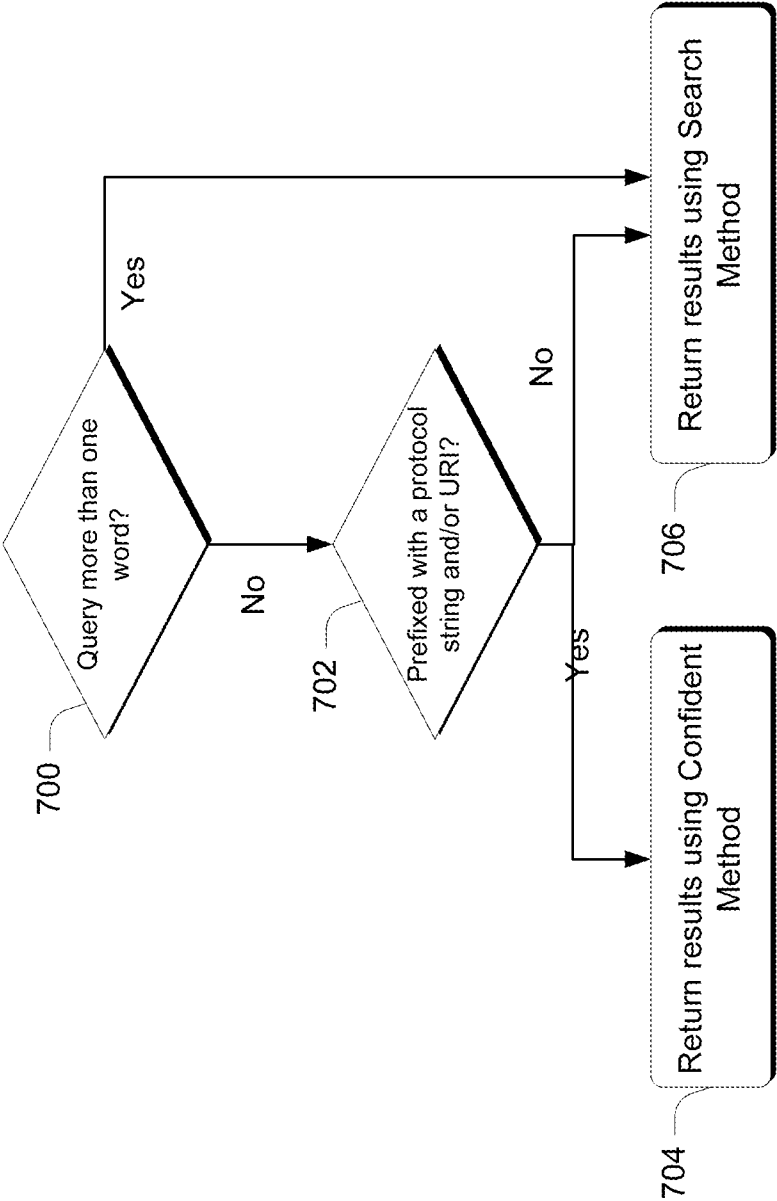 700
Query more than one
word?
Yes
No
702
Prefixed with a protocol
string and/or URI?
Yes
No
704
Return results using Confident
Method
706
Return results using Search
Method